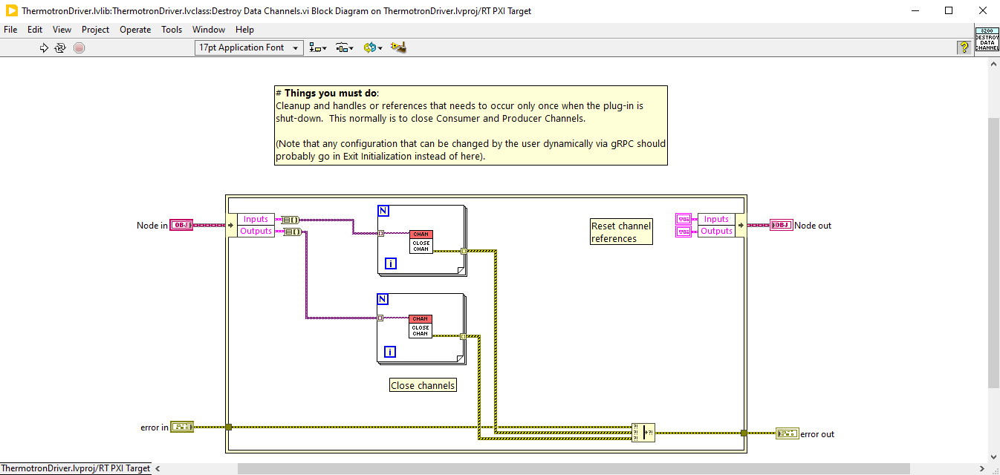 ThermotronDriver.lvlib:ThermotronDriver.lvclass:Destroy Data Channels.vi Block Diagram on ThermotronDriver.lvproj/RT PXI Target
File Edit View Project Operate Tools Window Help
17pt Application Font
?
8200
DESTROY
DATA
CHANNEL
# Things you must do:
Cleanup and handles or references that needs to occur only once when the plug-in is
shut-down. This normally is to close Consumer and Producer Channels.
(Note that any configuration that can be changed by the user dynamically via gRPC should
probably go in Exit Initialization instead of here).
Node in
OBJ
Inputs
Outputs
N
CHAN
CLOSE
CHAN
i
Reset channel
references
Inputs
Outputs
OBJ
Node out
N
CHAN
CLOSE
CHAN
i
Close channels
error in
error out
ThermotronDriver.lvproj/RT PXI Target